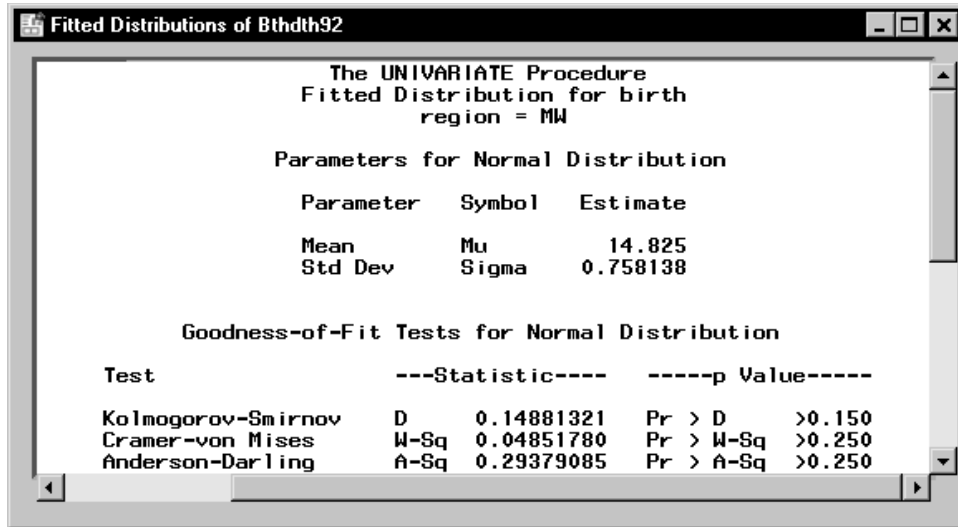 Fitted Distributions of Bthdth92
The UNIVARIATE Procedure
Fitted Distribution for birth
region = MW
Parameters for Normal Distribution
Parameter Symbol Estimate
Mean Mu 14.825
Std Dev Sigma 0.758138
Goodness-of-Fit Tests for Normal Distribution
Test ---Statistic---- -----p Value-----
Kolmogorov-Smirnov D 0.14881321 Pr > D >0.150
Cramer-von Mises W-Sq 0.04851780 Pr > W-Sq >0.250
Anderson-Darling A-Sq 0.29379085 Pr > A-Sq >0.250